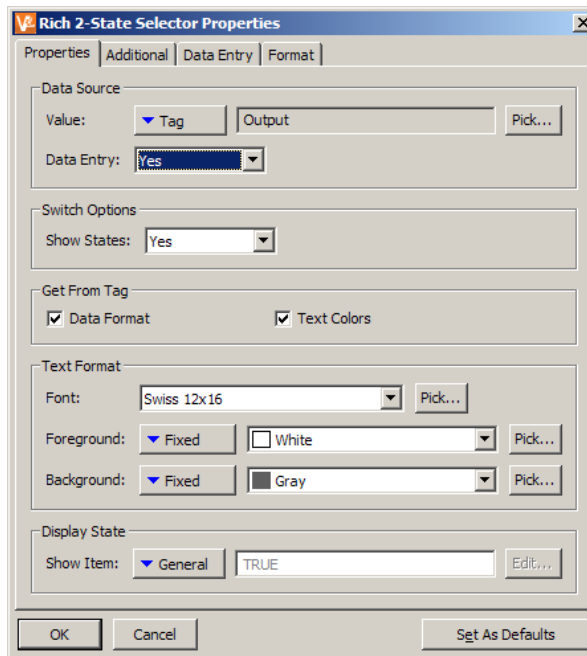 Rich 2-State Selector Properties
Properties Additional Data Entry Format
Data Source
Value: Tag Output Pick...
Data Entry: Yes
Switch Options
Show States: Yes
Get From Tag
Data Format Text Colors
Text Format
Font: Swiss 12x16 Pick...
Foreground: Fixed White Pick...
Background: Fixed Gray Pick...
Display State
Show Item: General TRUE Edit...
OK Cancel Set As Defaults